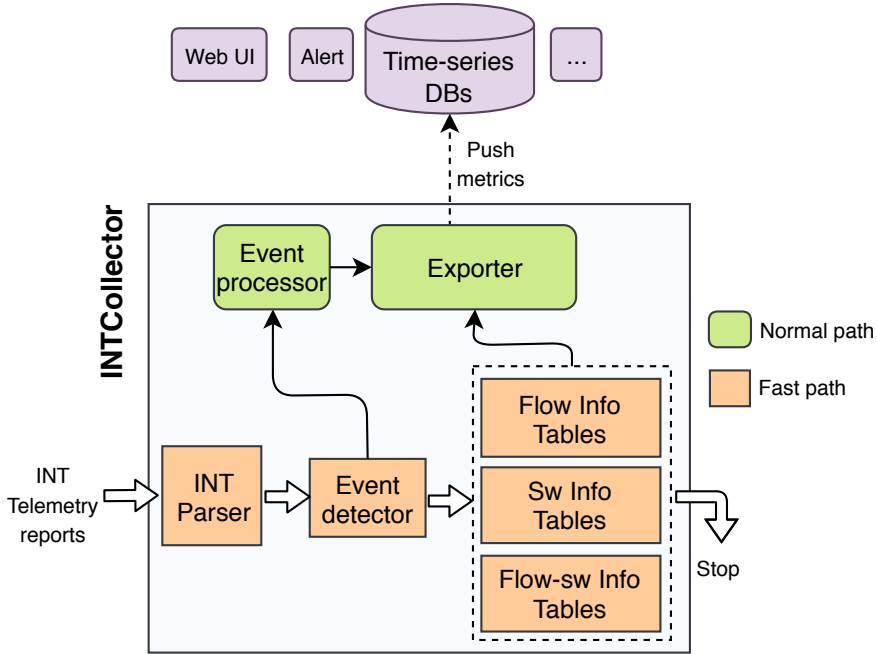 Web UI
Alert
Time-series
DBs
...
Push
metrics
INTCollector
Event
processor
Exporter
Normal path
Fast path
Flow Info
Tables
INT
Telemetry
reports
INT
Parser
Event
detector
Sw Info
Tables
Flow-sw Info
Tables
Stop